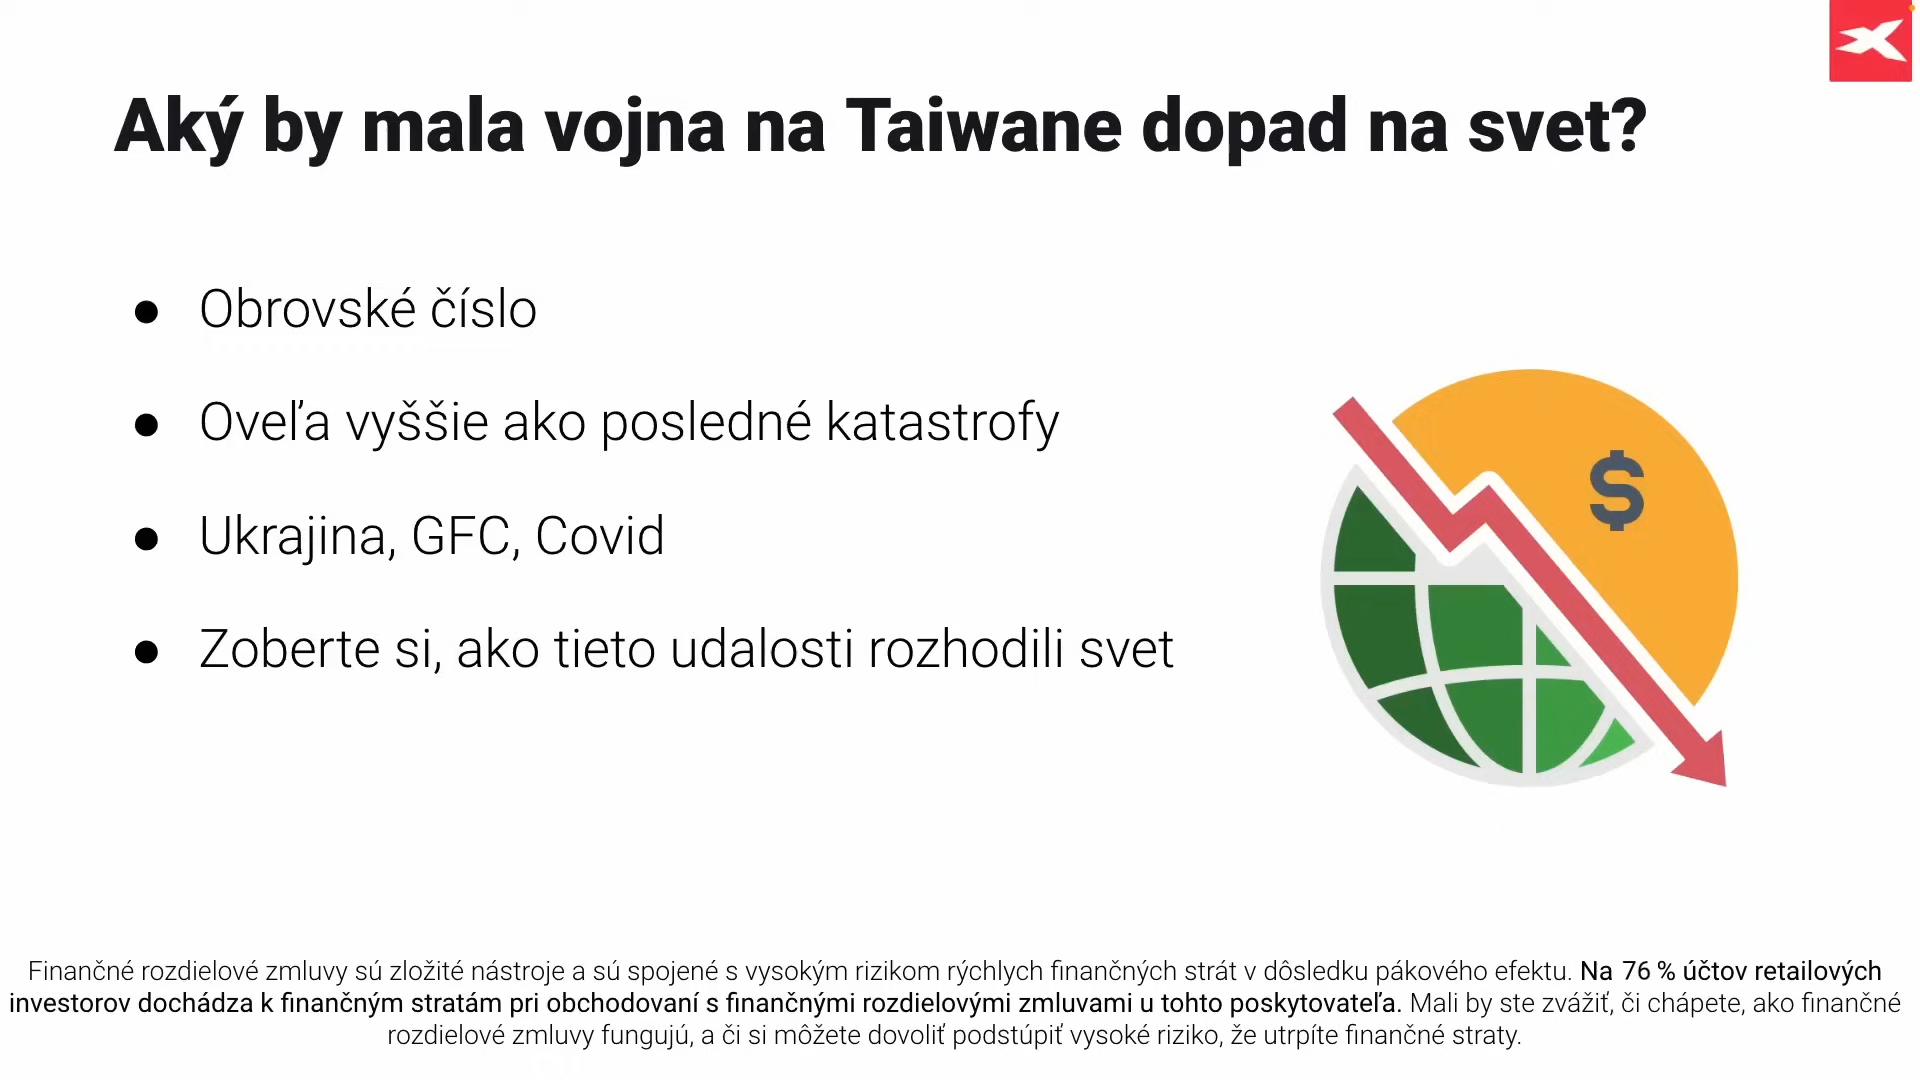 Aký by mala vojna na Taiwane dopad na svet?
● Obrovské číslo
● Oveľa vyššie ako posledné katastrofy
● Ukrajina, GFC, Covid
● Zoberte si, ako tieto udalosti rozhodili svet
$
Finančné rozdielové zmluvy sú zložité nástroje a sú spojené s vysokým rizikom rýchlych finančných strát v dôsledku pákového efektu. Na 76 % účtov retailových
investorov dochádza k finančným stratám pri obchodovaní s finančnými rozdielovými zmluvami u tohto poskytovateľa. Mali by ste zvážiť, či chápete, ako finančné
rozdielové zmluvy fungujú, a či si môžete dovoliť podstúpiť vysoké riziko, že utrpíte finančné straty.